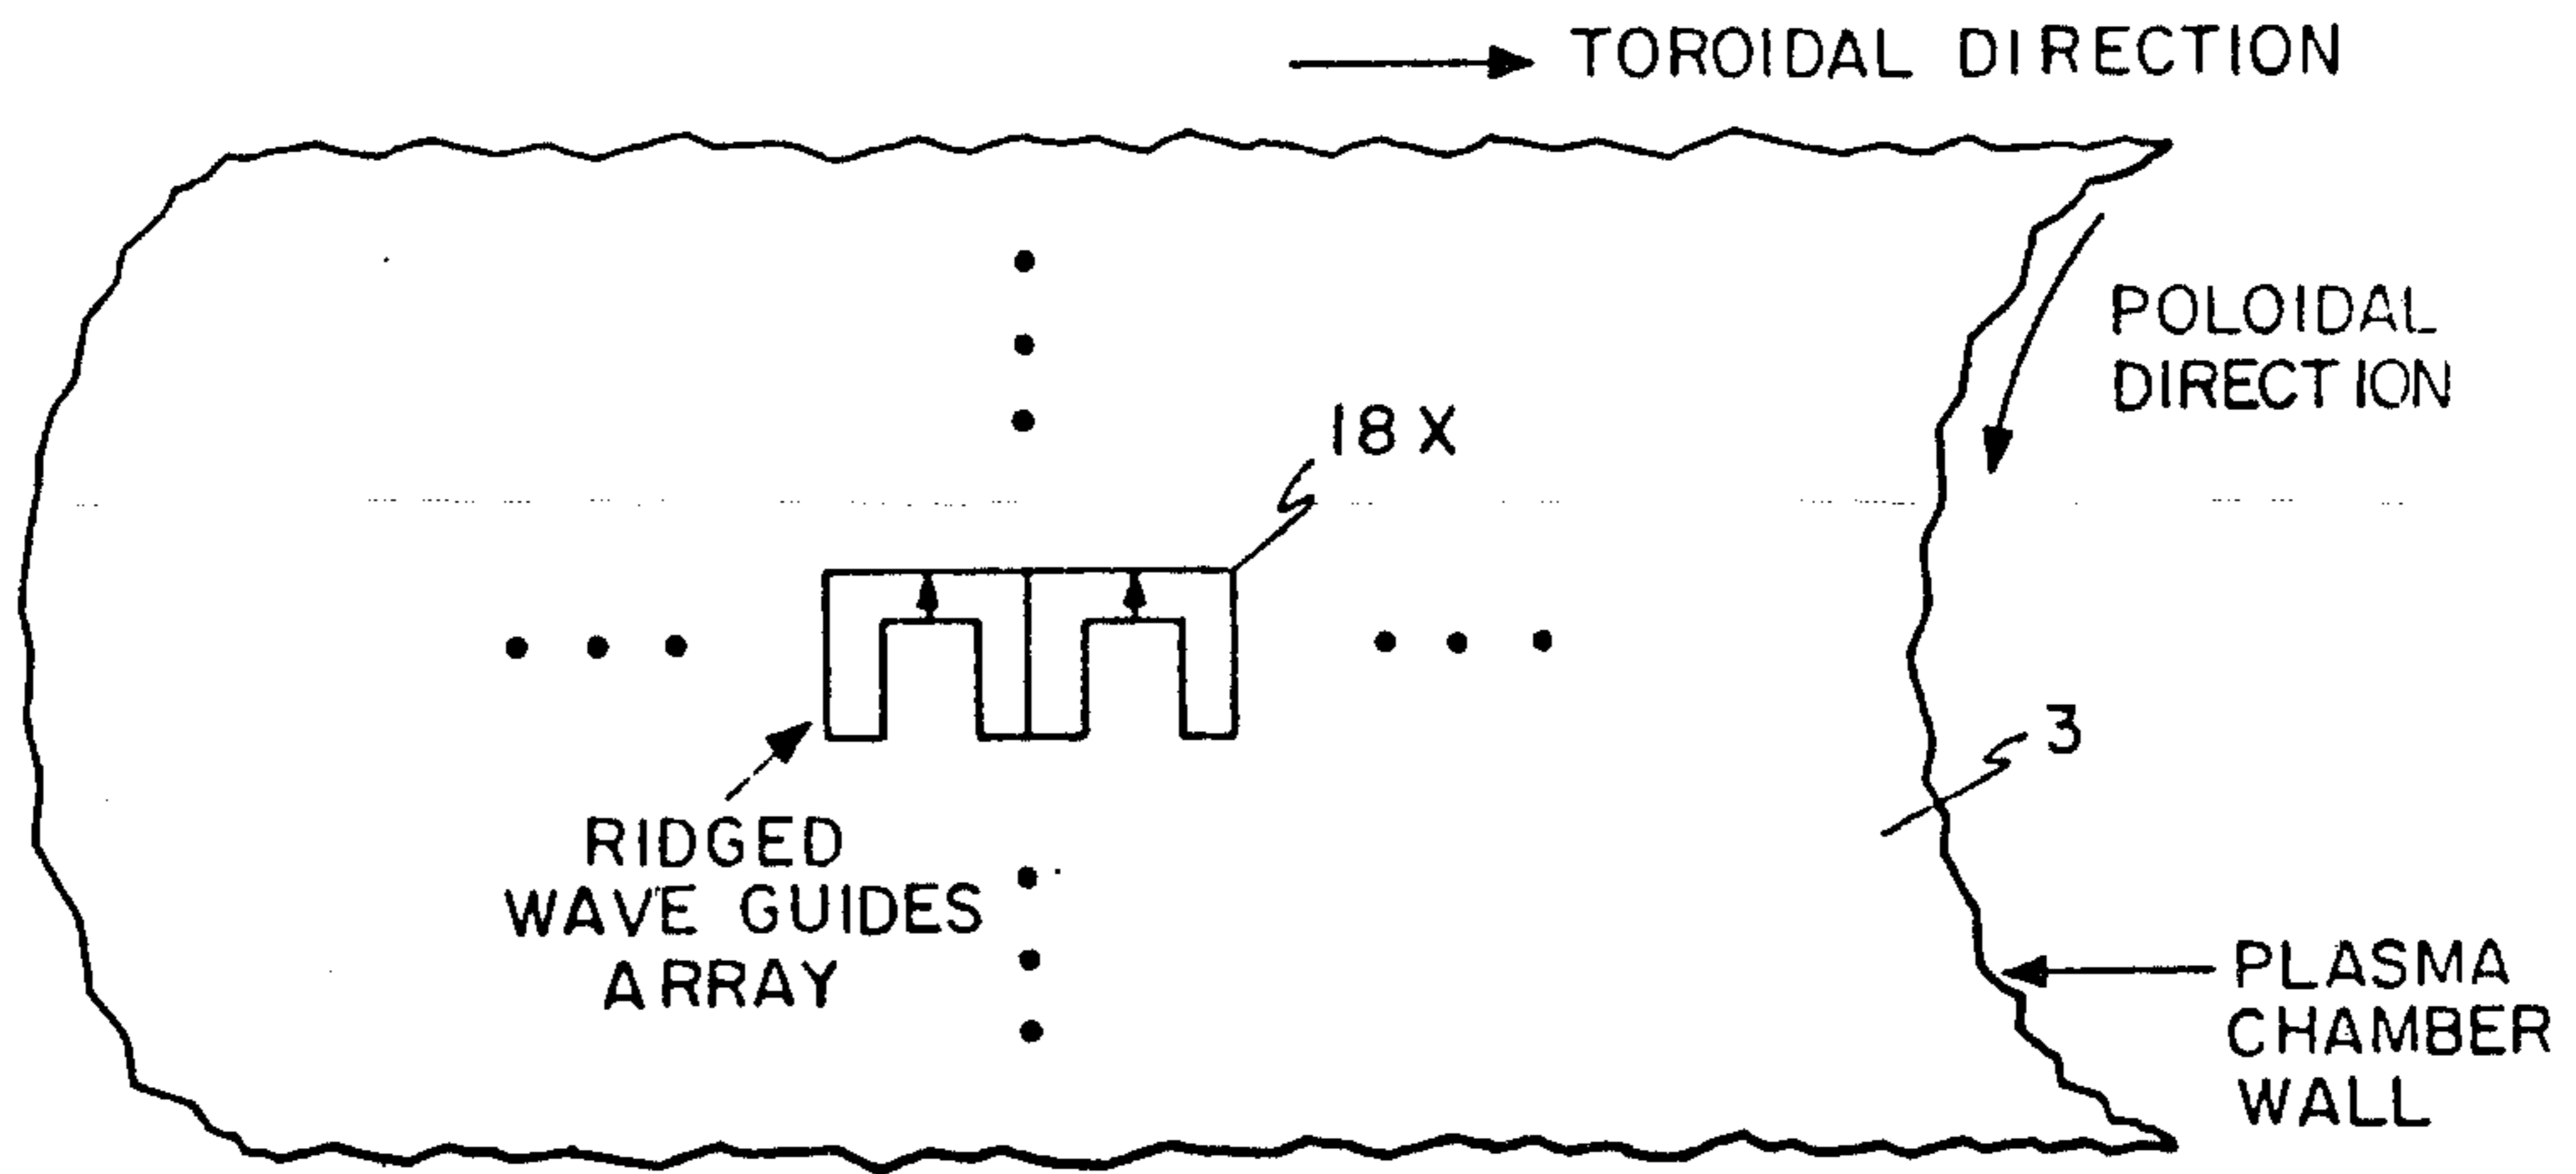 TOROIDAL DIRECTION
POLOIDAL
DIRECTION
18X
3
RIDGED
WAVE GUIDES
ARRAY
PLASMA
CHAMBER
WALL